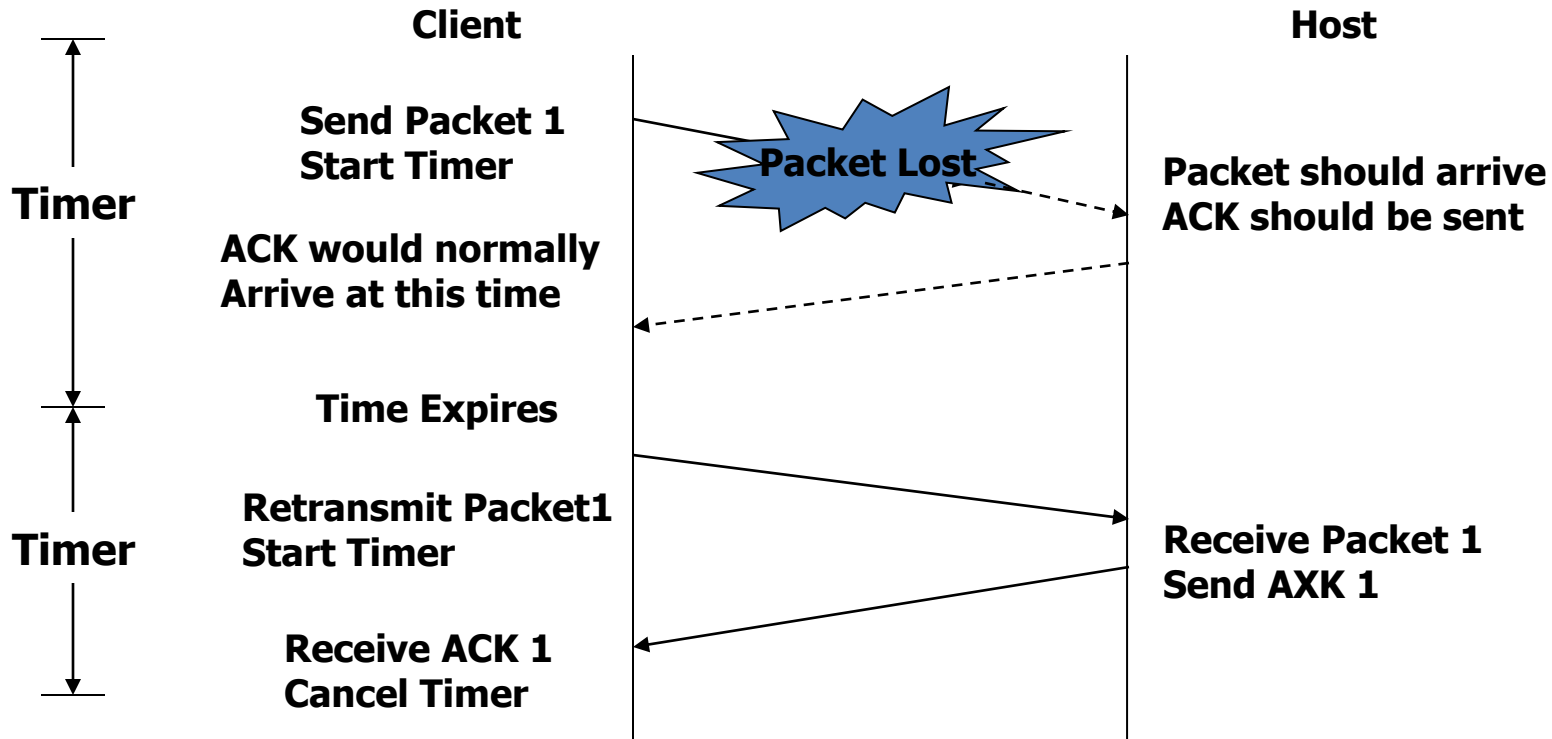 Client
Host
Send Packet 1
Start Timer
Packet Lost
Packet should arrive
ACK should be sent
Timer
ACK would normally
Arrive at this time
Time Expires
Retransmit Packet1
Start Timer
Timer
Receive Packet 1
Send AXK 1
Receive ACK 1
Cancel Timer